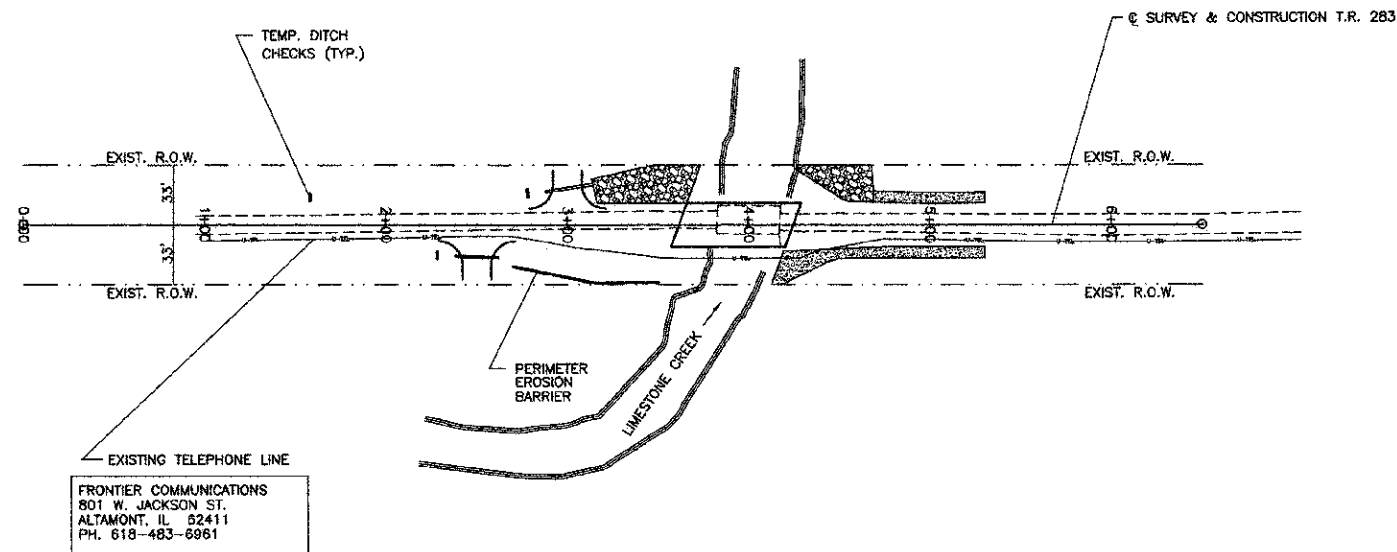 ℄ SURVEY & CONSTRUCTION T.R. 283
TEMP. DITCH
CHECKS (TYP.)
EXIST. R.O.W.
EXIST. R.O.W.
33'
33'
0+00
1+00
2+00
3+00
4+00
5+00
6+00
EXIST. R.O.W.
EXIST. R.O.W.
LIMESTONE CREEK
PERIMETER
EROSION
BARRIER
EXISTING TELEPHONE LINE
FRONTIER COMMUNICATIONS
801 W. JACKSON ST.
ALTAMONT, IL 62411
PH. 618-483-6961